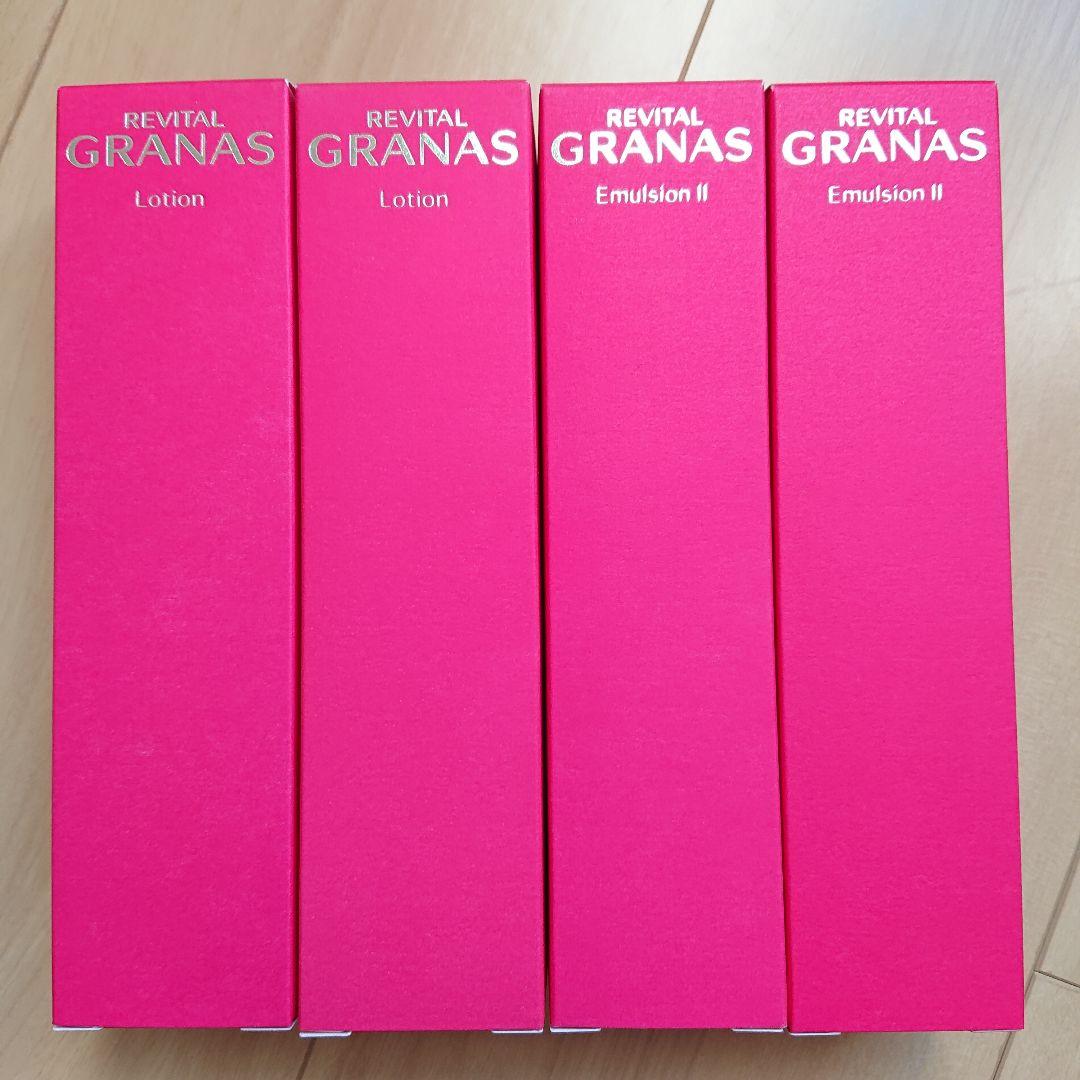 REVITAL
GRANAS
Lotion
REVITAL
GRANAS
Lotion
REVITAL
GRANAS
Emulsion II
REVITAL
GRANAS
Emulsion II